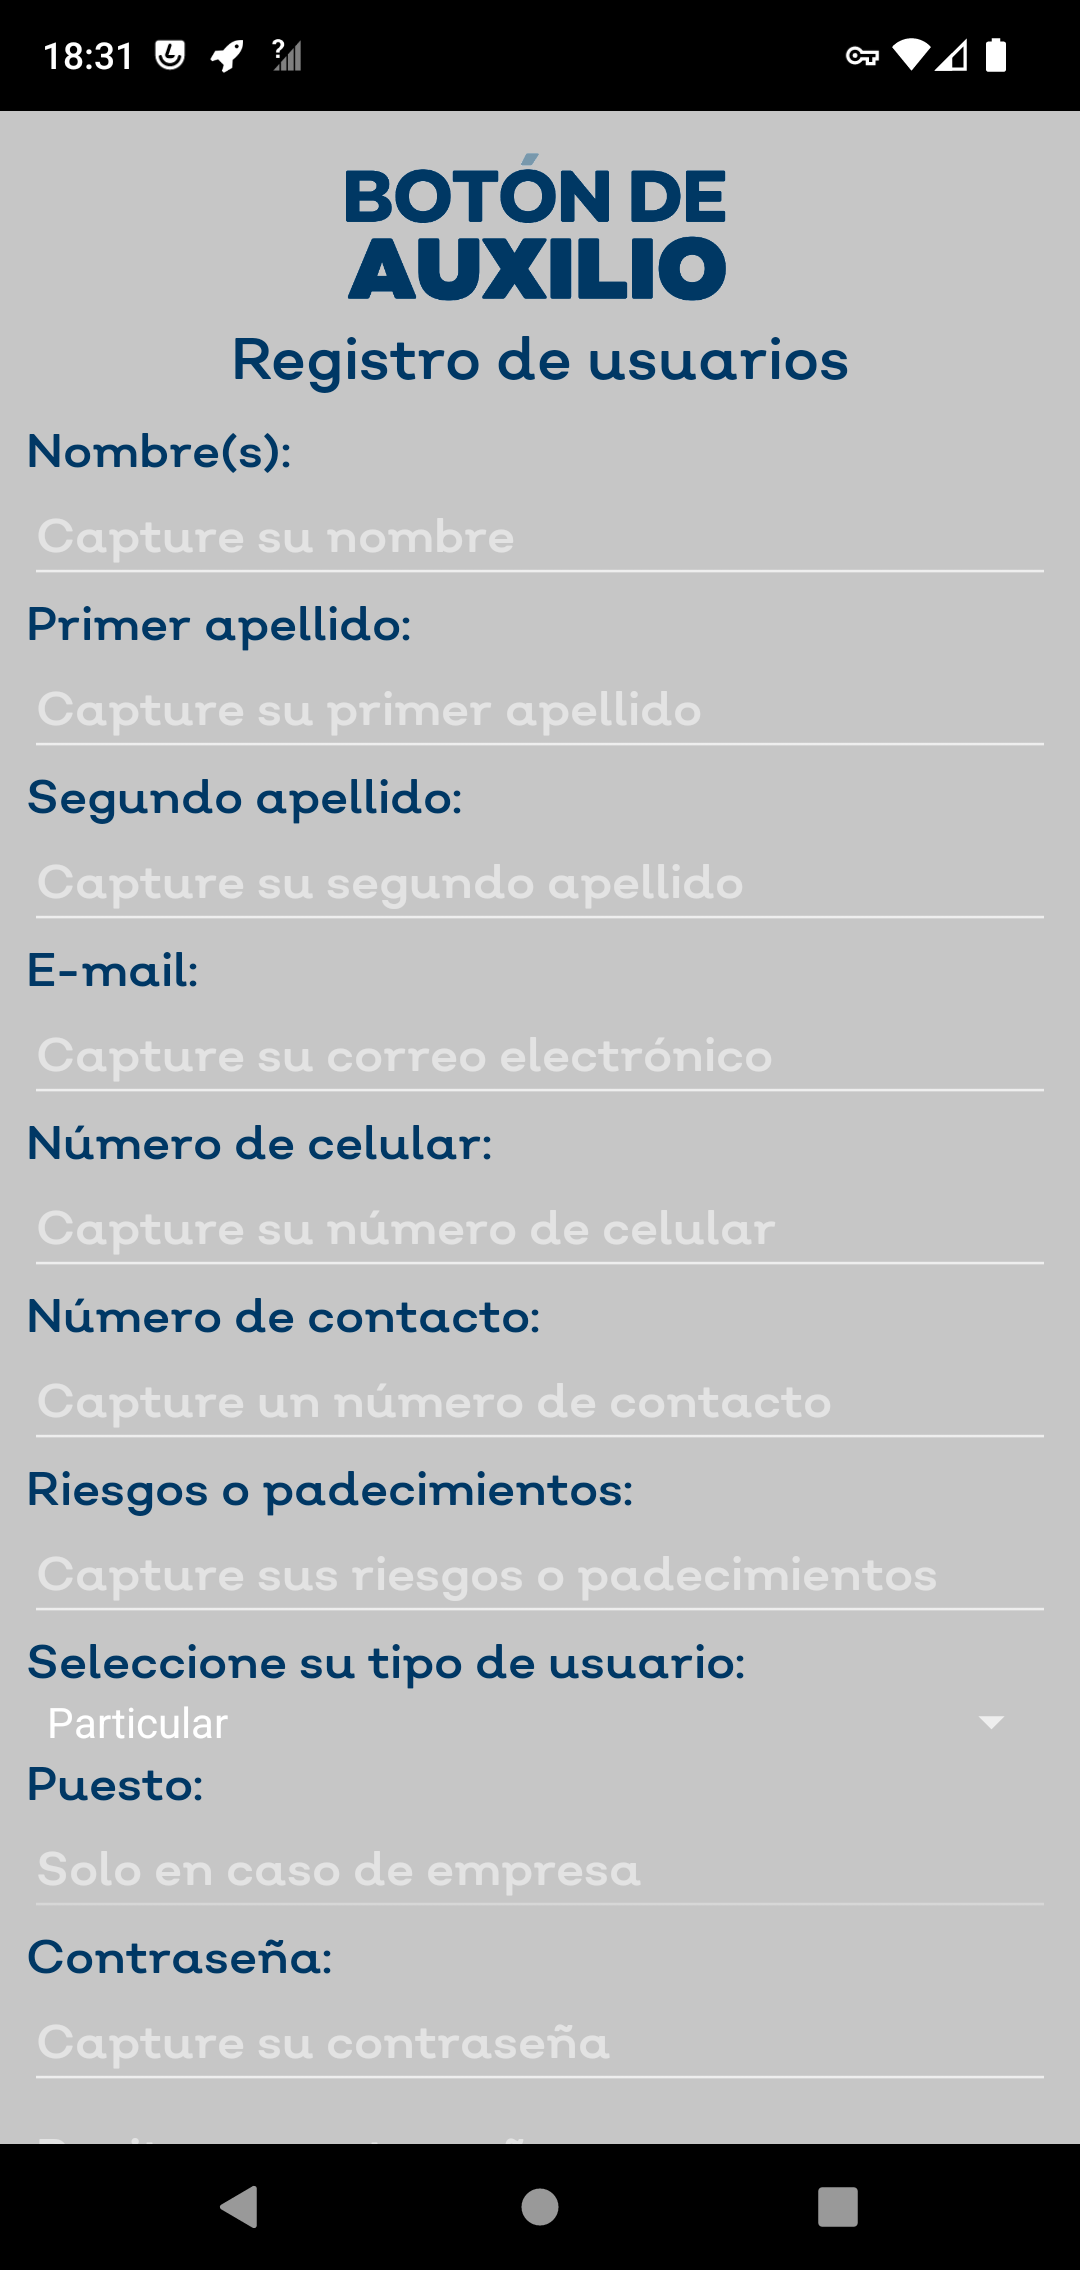 18:31
BOTÓN DE
AUXILIO
Registro de usuarios
Nombre(s):
Capture su nombre
Primer apellido:
Capture su primer apellido
Segundo apellido:
Capture su segundo apellido
E-mail:
Capture su correo electrónico
Número de celular:
Capture su número de celular
Número de contacto:
Capture un número de contacto
Riesgos o padecimientos:
Capture sus riesgos o padecimientos
Seleccione su tipo de usuario:
Particular
Puesto:
Solo en caso de empresa
Contraseña:
Capture su contraseña